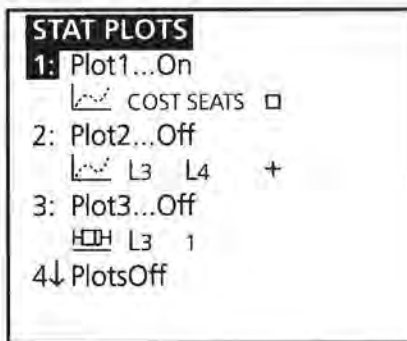 STAT PLOTS
1: Plot1...On
COST SEATS □
2: Plot2...Off
L3 L4 +
3: Plot3...Off
L3 1
4↓PlotsOff